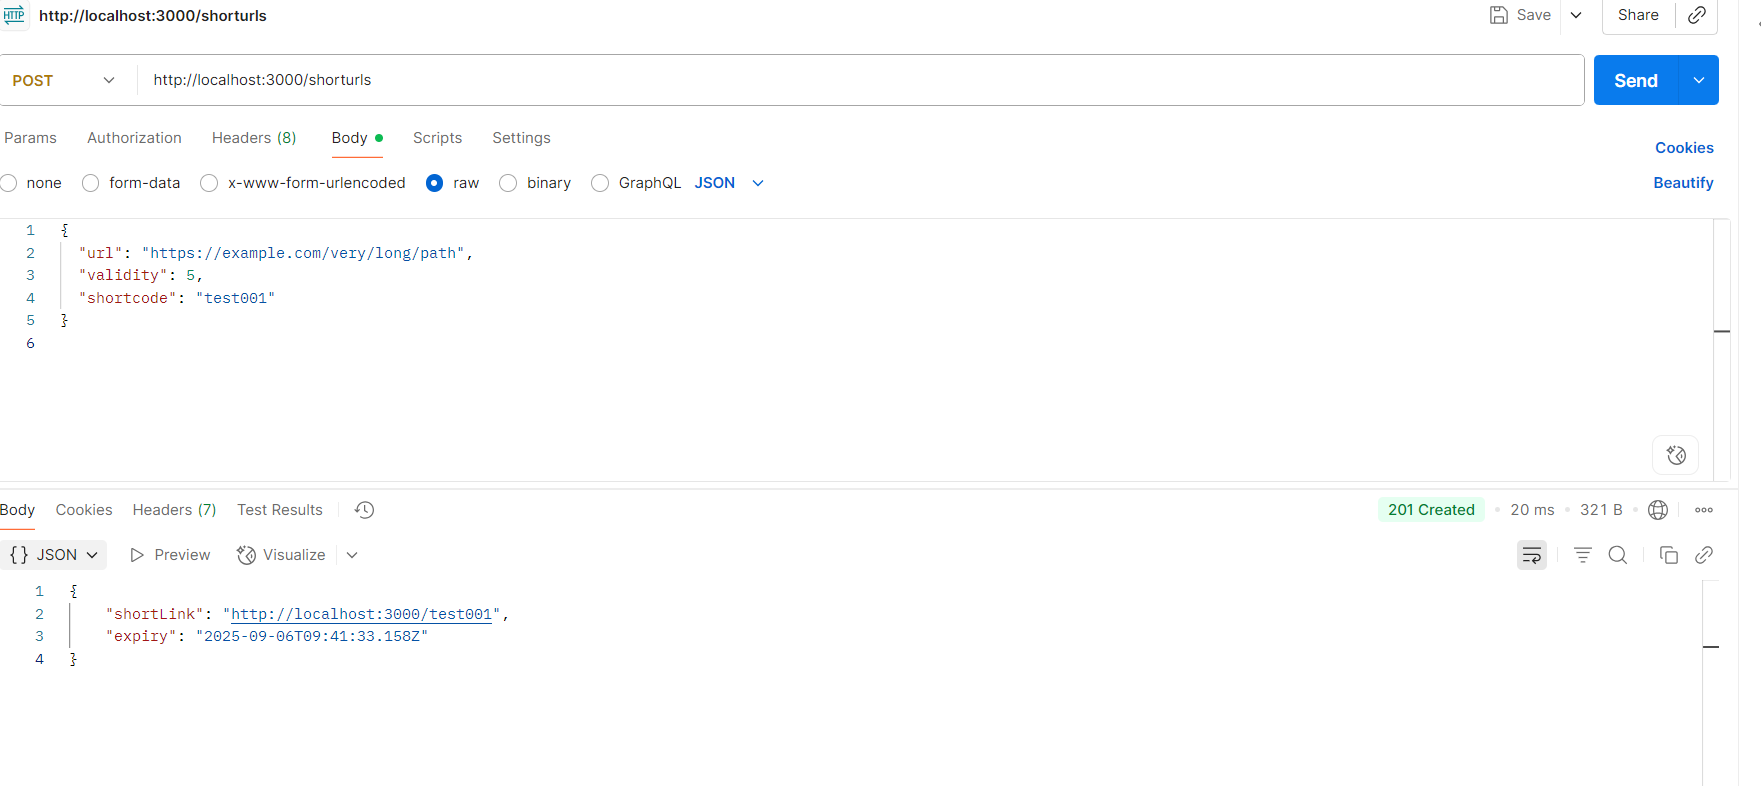 HTTP http://localhost:3000/shorturls Save Share
POST http://localhost:3000/shorturls Send
Params Authorization Headers (8) Body Scripts Settings Cookies
none form-data x-www-form-urlencoded raw binary GraphQL JSON Beautify
1 {
2 "url": "https://example.com/very/long/path",
3 "validity": 5,
4 "shortcode": "test001"
5 }
6
Body Cookies Headers (7) Test Results 201 Created 20 ms 321 B
{} JSON Preview Visualize
1 {
2 "shortLink": "http://localhost:3000/test001",
3 "expiry": "2025-09-06T09:41:33.158Z"
4 }